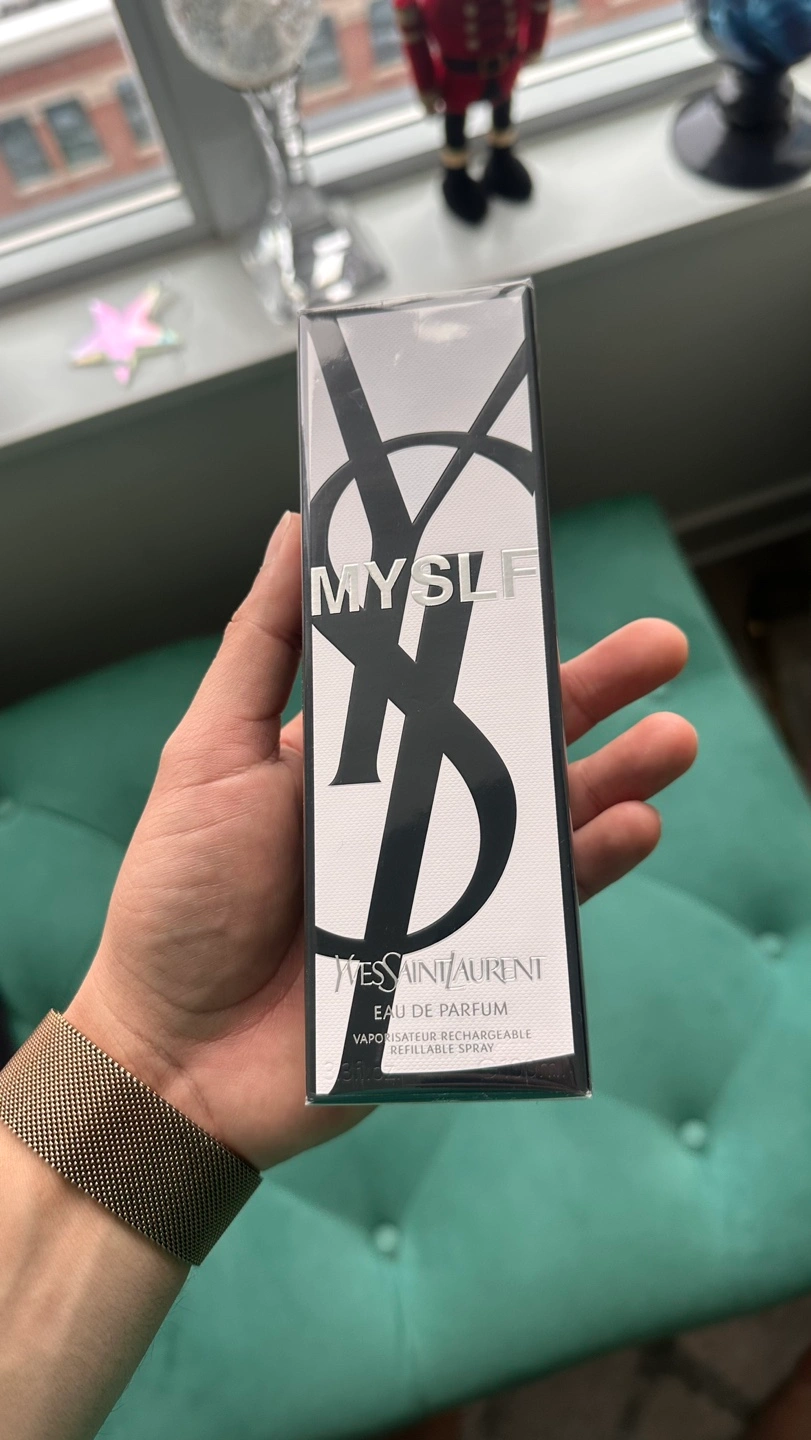 MYSLF
YVESSAINTLAURENT
EAU DE PARFUM
VAPORISATEUR RECHARGEABLE
REFILLABLE SPRAY